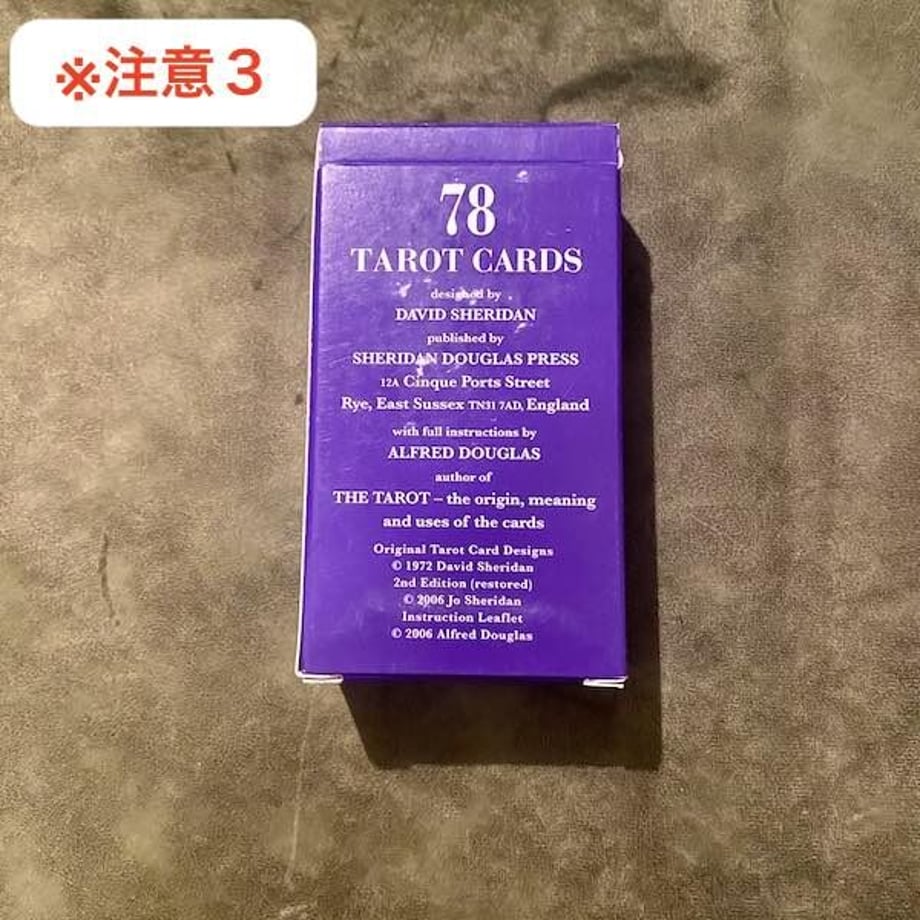 ※注意３
78
TAROT CARDS
designed by
DAVID SHERIDAN
published by
SHERIDAN DOUGLAS PRESS
12A Cinque Ports Street
Rye, East Sussex TN31 7AD, England
with full instructions by
ALFRED DOUGLAS
author of
THE TAROT – the origin, meaning
and uses of the cards
Original Tarot Card Designs
© 1972 David Sheridan
2nd Edition (restored)
© 2006 Jo Sheridan
Instruction Leaflet
© 2006 Alfred Douglas